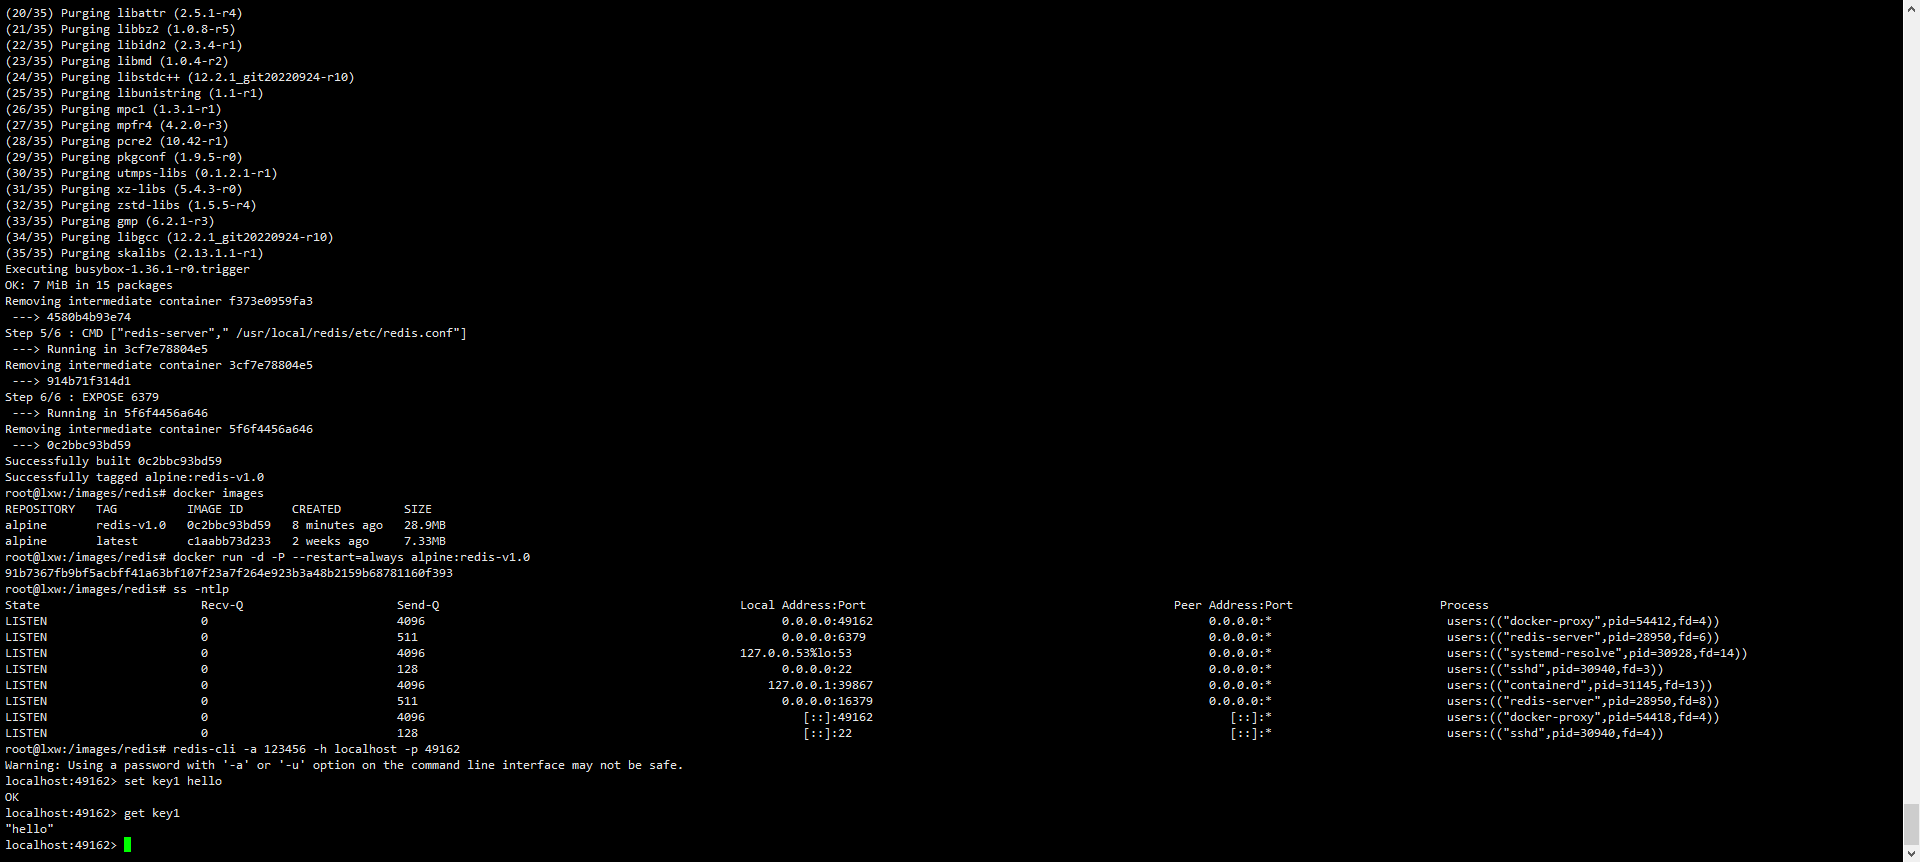 (20/35) Purging libattr (2.5.1-r4)
(21/35) Purging libbz2 (1.0.8-r5)
(22/35) Purging libidn2 (2.3.4-r1)
(23/35) Purging libmd (1.0.4-r2)
(24/35) Purging libstdc++ (12.2.1_git20220924-r10)
(25/35) Purging libunistring (1.1-r1)
(26/35) Purging mpc1 (1.3.1-r1)
(27/35) Purging mpfr4 (4.2.0-r3)
(28/35) Purging pcre2 (10.42-r1)
(29/35) Purging pkgconf (1.9.5-r0)
(30/35) Purging utmps-libs (0.1.2.1-r1)
(31/35) Purging xz-libs (5.4.3-r0)
(32/35) Purging zstd-libs (1.5.5-r4)
(33/35) Purging gmp (6.2.1-r3)
(34/35) Purging libgcc (12.2.1_git20220924-r10)
(35/35) Purging skalibs (2.13.1.1-r1)
Executing busybox-1.36.1-r0.trigger
OK: 7 MiB in 15 packages
Removing intermediate container f373e0959fa3
 ---> 4580b4b93e74
Step 5/6 : CMD ["redis-server"," /usr/local/redis/etc/redis.conf"]
 ---> Running in 3cf7e78804e5
Removing intermediate container 3cf7e78804e5
 ---> 914b71f314d1
Step 6/6 : EXPOSE 6379
 ---> Running in 5f6f4456a646
Removing intermediate container 5f6f4456a646
 ---> 0c2bbc93bd59
Successfully built 0c2bbc93bd59
Successfully tagged alpine:redis-v1.0
root@lxw:/images/redis# docker images
REPOSITORY   TAG          IMAGE ID       CREATED         SIZE
alpine       redis-v1.0   0c2bbc93bd59   8 minutes ago   28.9MB
alpine       latest       c1aabb73d233   2 weeks ago     7.33MB
root@lxw:/images/redis# docker run -d -P --restart=always alpine:redis-v1.0
91b7367fb9bf5acbff41a63bf107f23a7f264e923b3a48b2159b68781160f393
root@lxw:/images/redis# ss -ntlp
State Recv-Q Send-Q Local Address:Port Peer Address:Port Process
LISTEN 0 4096 0.0.0.0:49162 0.0.0.0:* users:(("docker-proxy",pid=54412,fd=4))
LISTEN 0 511 0.0.0.0:6379 0.0.0.0:* users:(("redis-server",pid=28950,fd=6))
LISTEN 0 4096 127.0.0.53%lo:53 0.0.0.0:* users:(("systemd-resolve",pid=30928,fd=14))
LISTEN 0 128 0.0.0.0:22 0.0.0.0:* users:(("sshd",pid=30940,fd=3))
LISTEN 0 4096 127.0.0.1:39867 0.0.0.0:* users:(("containerd",pid=31145,fd=13))
LISTEN 0 511 0.0.0.0:16379 0.0.0.0:* users:(("redis-server",pid=28950,fd=8))
LISTEN 0 4096 [::]:49162 [::]:* users:(("docker-proxy",pid=54418,fd=4))
LISTEN 0 128 [::]:22 [::]:* users:(("sshd",pid=30940,fd=4))
root@lxw:/images/redis# redis-cli -a 123456 -h localhost -p 49162
Warning: Using a password with '-a' or '-u' option on the command line interface may not be safe.
localhost:49162> set key1 hello
OK
localhost:49162> get key1
"hello"
localhost:49162>